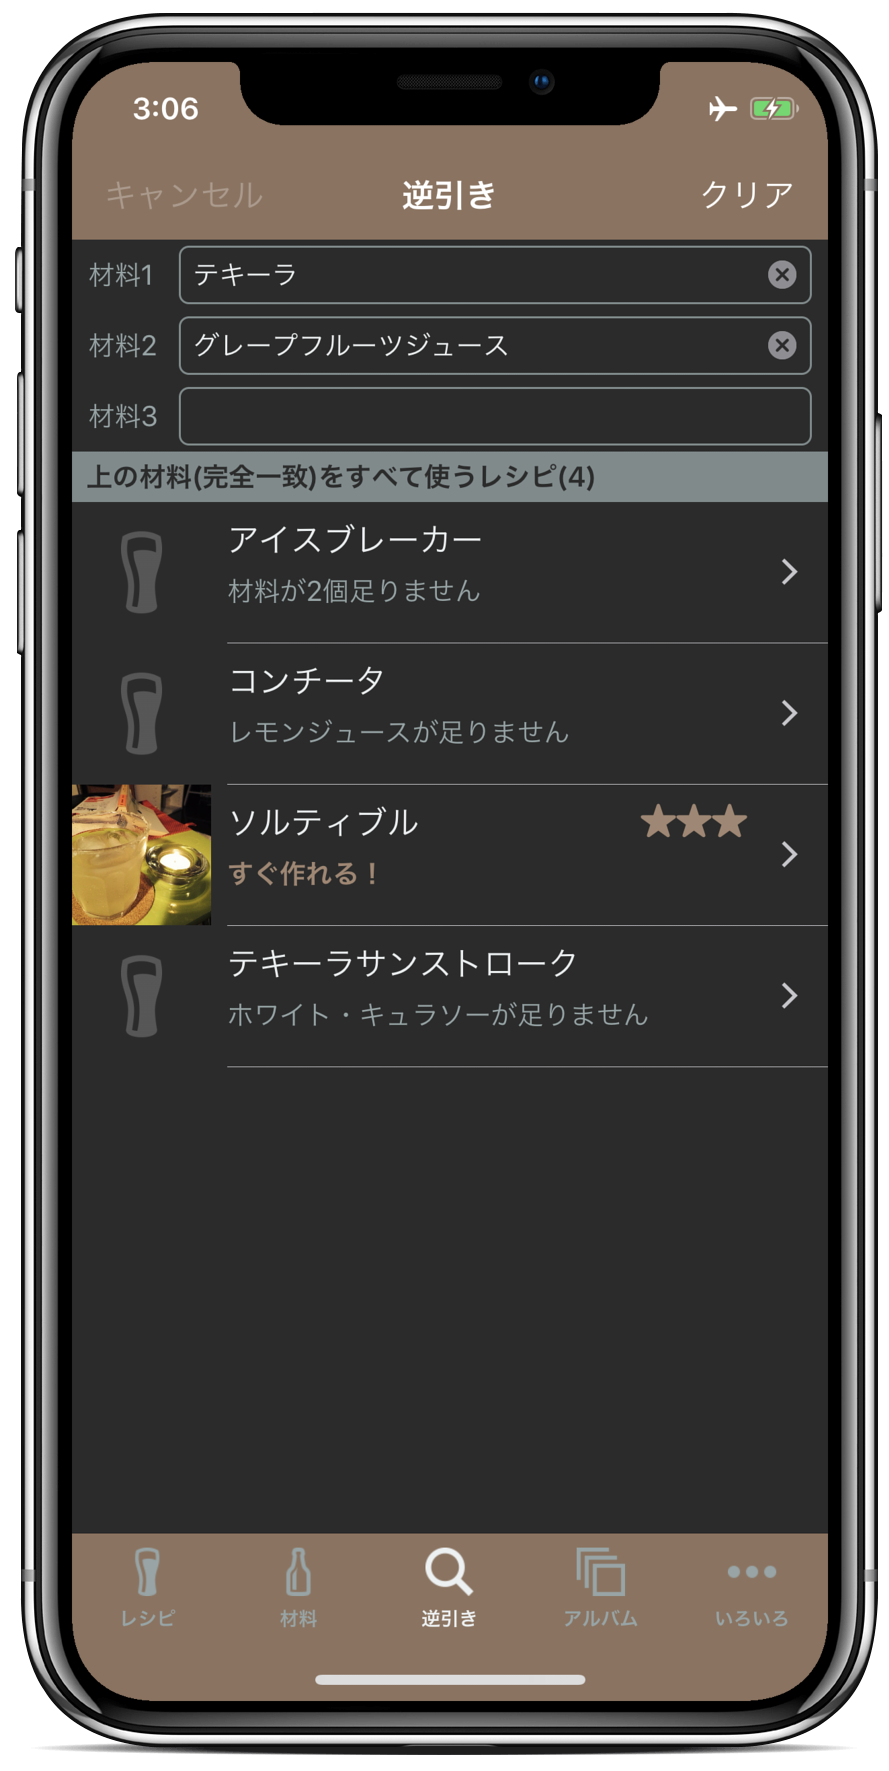 3:06
キャンセル 逆引き クリア
材料1 テキーラ
材料2 グレープフルーツジュース
材料3
上の材料(完全一致)をすべて使うレシピ(4)
アイスブレーカー
材料が2個足りません
コンチータ
レモンジュースが足りません
ソルティブル ★★★
すぐ作れる！
テキーラサンストローク
ホワイト・キュラソーが足りません
レシピ 材料 逆引き アルバム いろいろ